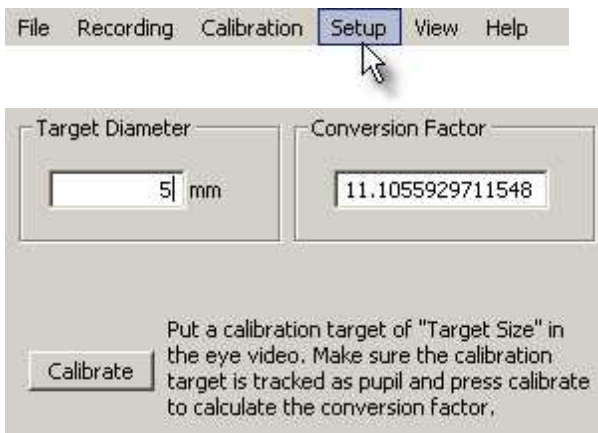 File Recording Calibration Setup View Help
Target Diameter Conversion Factor
5 mm 11.1055929711548
Put a calibration target of "Target Size" in
the eye video. Make sure the calibration
Calibrate target is tracked as pupil and press calibrate
to calculate the conversion factor.